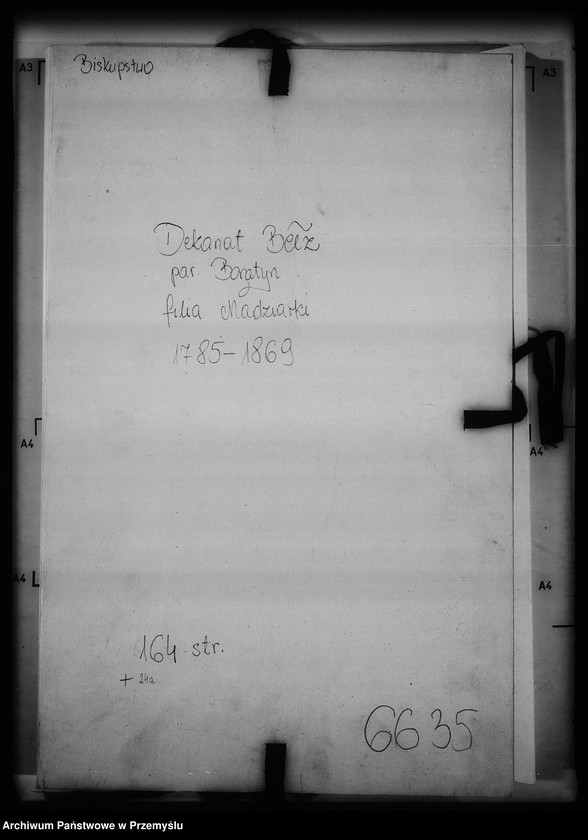 Biskupstwo
A3
A3
Dekanat Bełz
par. Boratyn
filia Madziarki
1785-1869
A4
A4
A4
A4
164 str.
+ 24a
6635
Archiwum Państwowe w Przemyślu